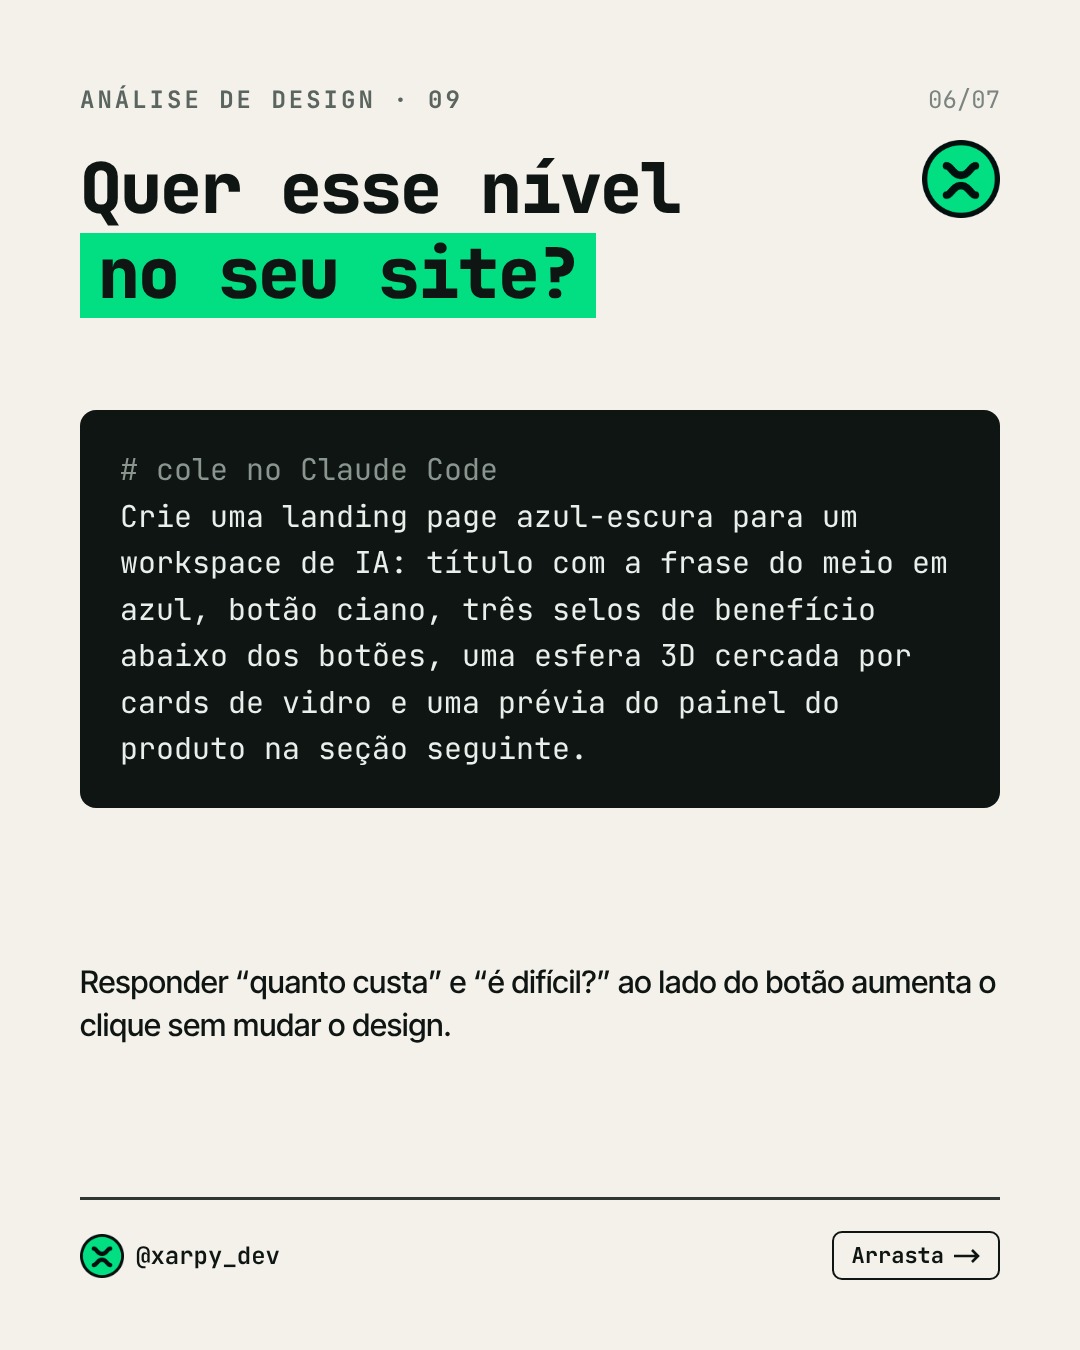 ANÁLISE DE DESIGN · 09
06/07
Quer esse nível
no seu site?
# cole no Claude Code
Crie uma landing page azul-escura para um
workspace de IA: título com a frase do meio em
azul, botão ciano, três selos de benefício
abaixo dos botões, uma esfera 3D cercada por
cards de vidro e uma prévia do painel do
produto na seção seguinte.
Responder “quanto custa” e “é difícil?” ao lado do botão aumenta o
clique sem mudar o design.
@xarpy_dev
Arrasta →